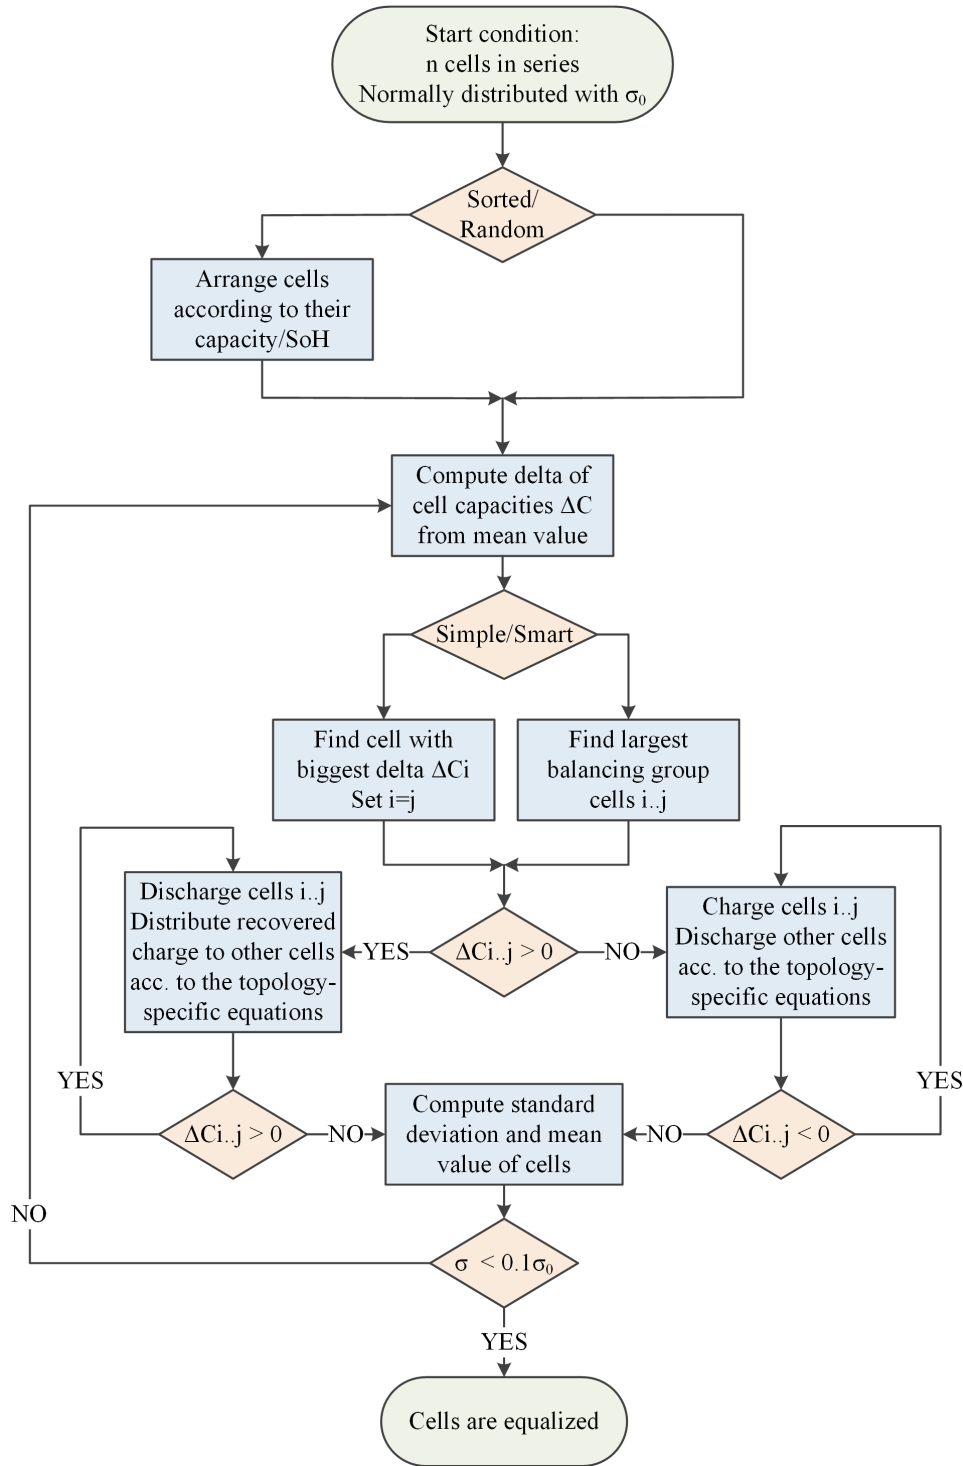 Start condition:
n cells in series
Normally distributed with σ₀
Sorted/
Random
Arrange cells
according to their
capacity/SoH
Compute delta of
cell capacities ΔC
from mean value
Simple/Smart
Find cell with
biggest delta ΔCi
Set i=j
Find largest
balancing group
cells i..j
Discharge cells i..j
Distribute recovered
charge to other cells
acc. to the topology-
specific equations
YES
ΔCi..j > 0
NO
Charge cells i..j
Discharge other cells
acc. to the topology-
specific equations
YES
ΔCi..j > 0
NO
Compute standard
deviation and mean
value of cells
NO
ΔCi..j < 0
YES
NO
σ < 0.1σ₀
YES
Cells are equalized